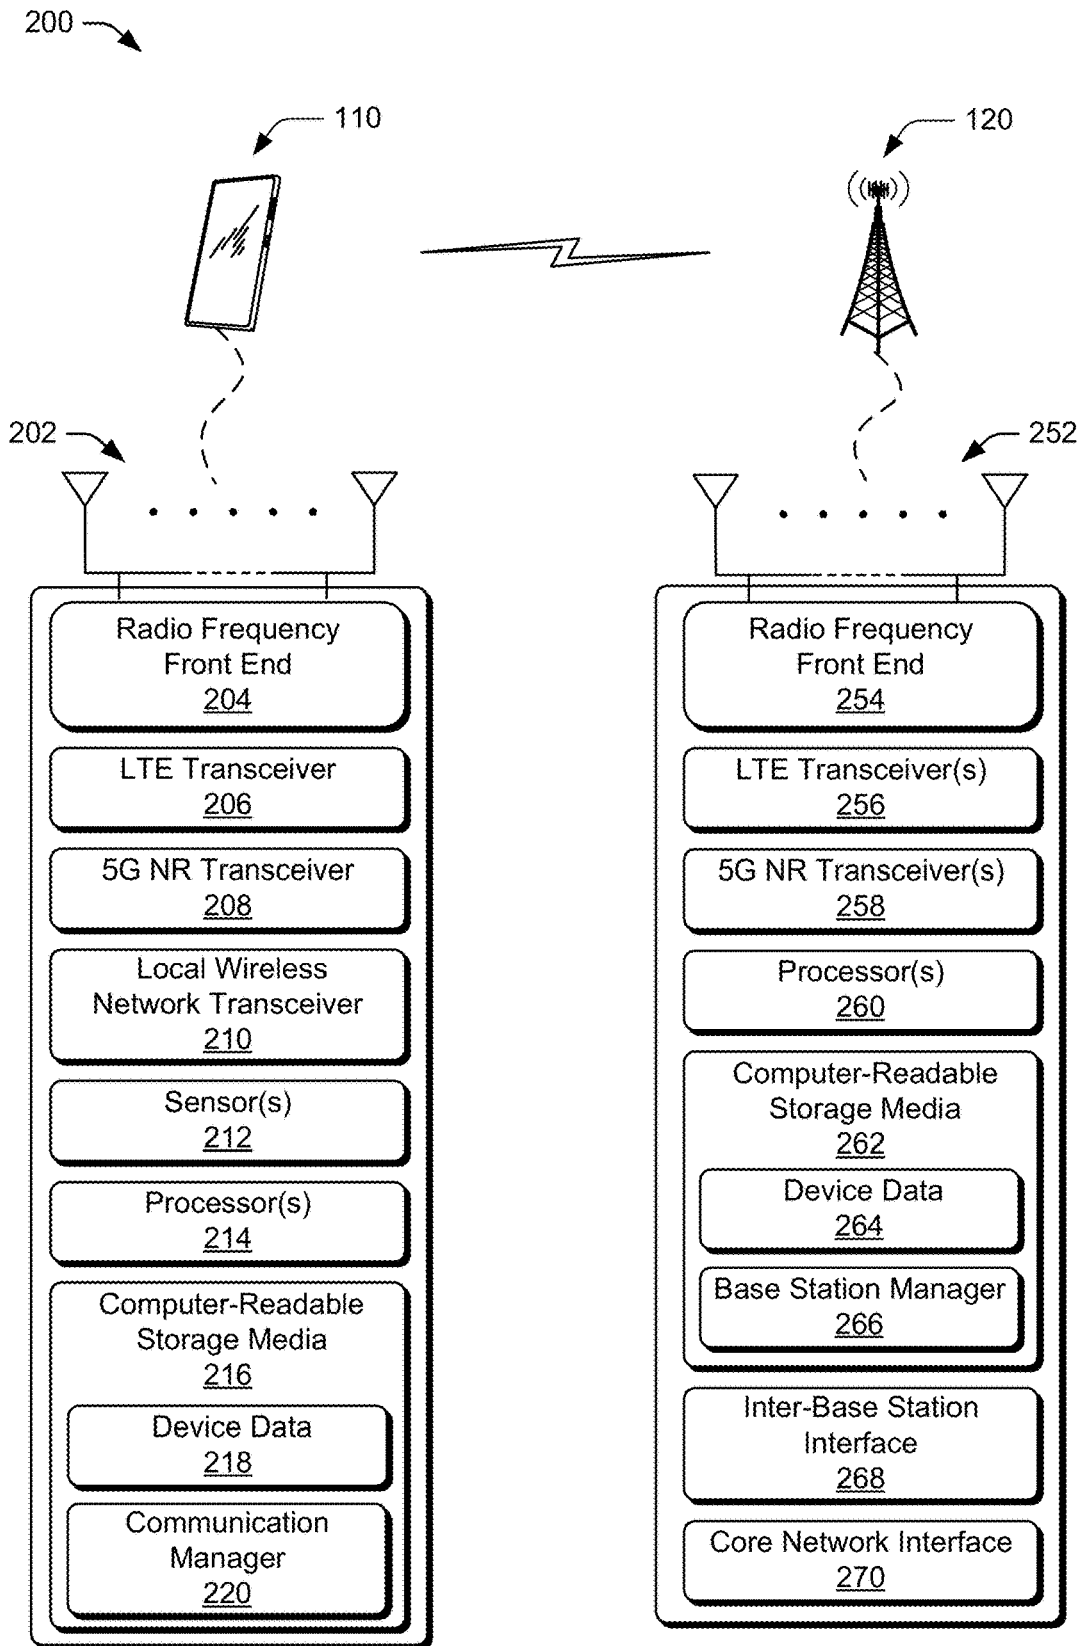 200
110
120
202
252
Radio Frequency
Front End
204
LTE Transceiver
206
5G NR Transceiver
208
Local Wireless
Network Transceiver
210
Sensor(s)
212
Processor(s)
214
Computer-Readable
Storage Media
216
Device Data
218
Communication
Manager
220
Radio Frequency
Front End
254
LTE Transceiver(s)
256
5G NR Transceiver(s)
258
Processor(s)
260
Computer-Readable
Storage Media
262
Device Data
264
Base Station Manager
266
Inter-Base Station
Interface
268
Core Network Interface
270